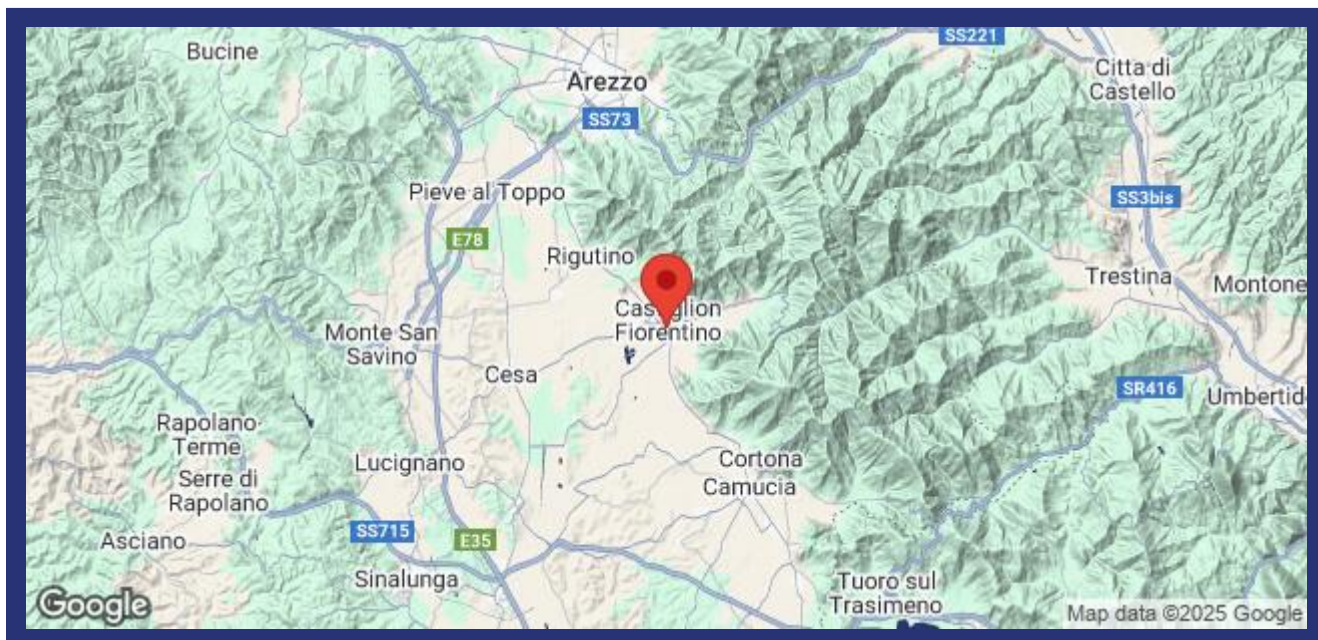 SS221
Bucine
Citta di
Castello
Arezzo
SS73
Pieve al Toppo
SS3bis
E78
Rigutino
Trestina
Montone
Castiglion
Fiorentino
Monte San
Savino
Cesa
SR416
Umbertid
Rapolano
Terme
Lucignano
Cortona
Serre di
Rapolano
Camucia
SS715
E35
Asciano
Sinalunga
Tuoro sul
Trasimeno
Google
Map data ©2025 Google